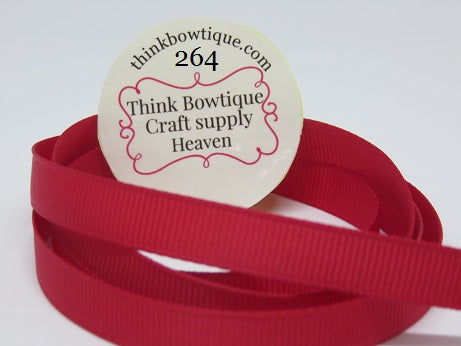 thinkbowtique.com
264
Think Bowtique
Craft supply
Heaven